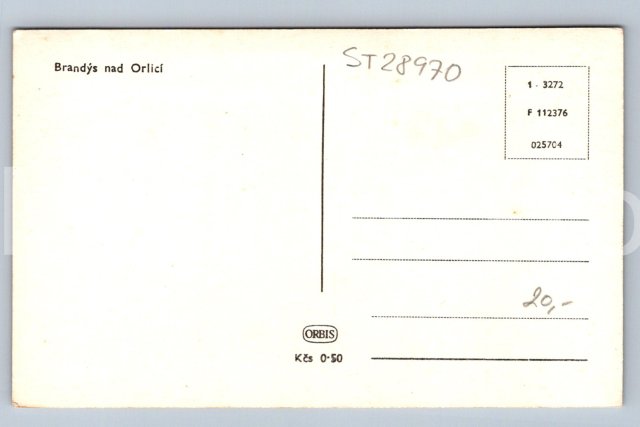 Brandýs nad Orlicí
ST28970
1 - 3272
F 112376
025704
20,-
ORBIS
Kčs 0·50